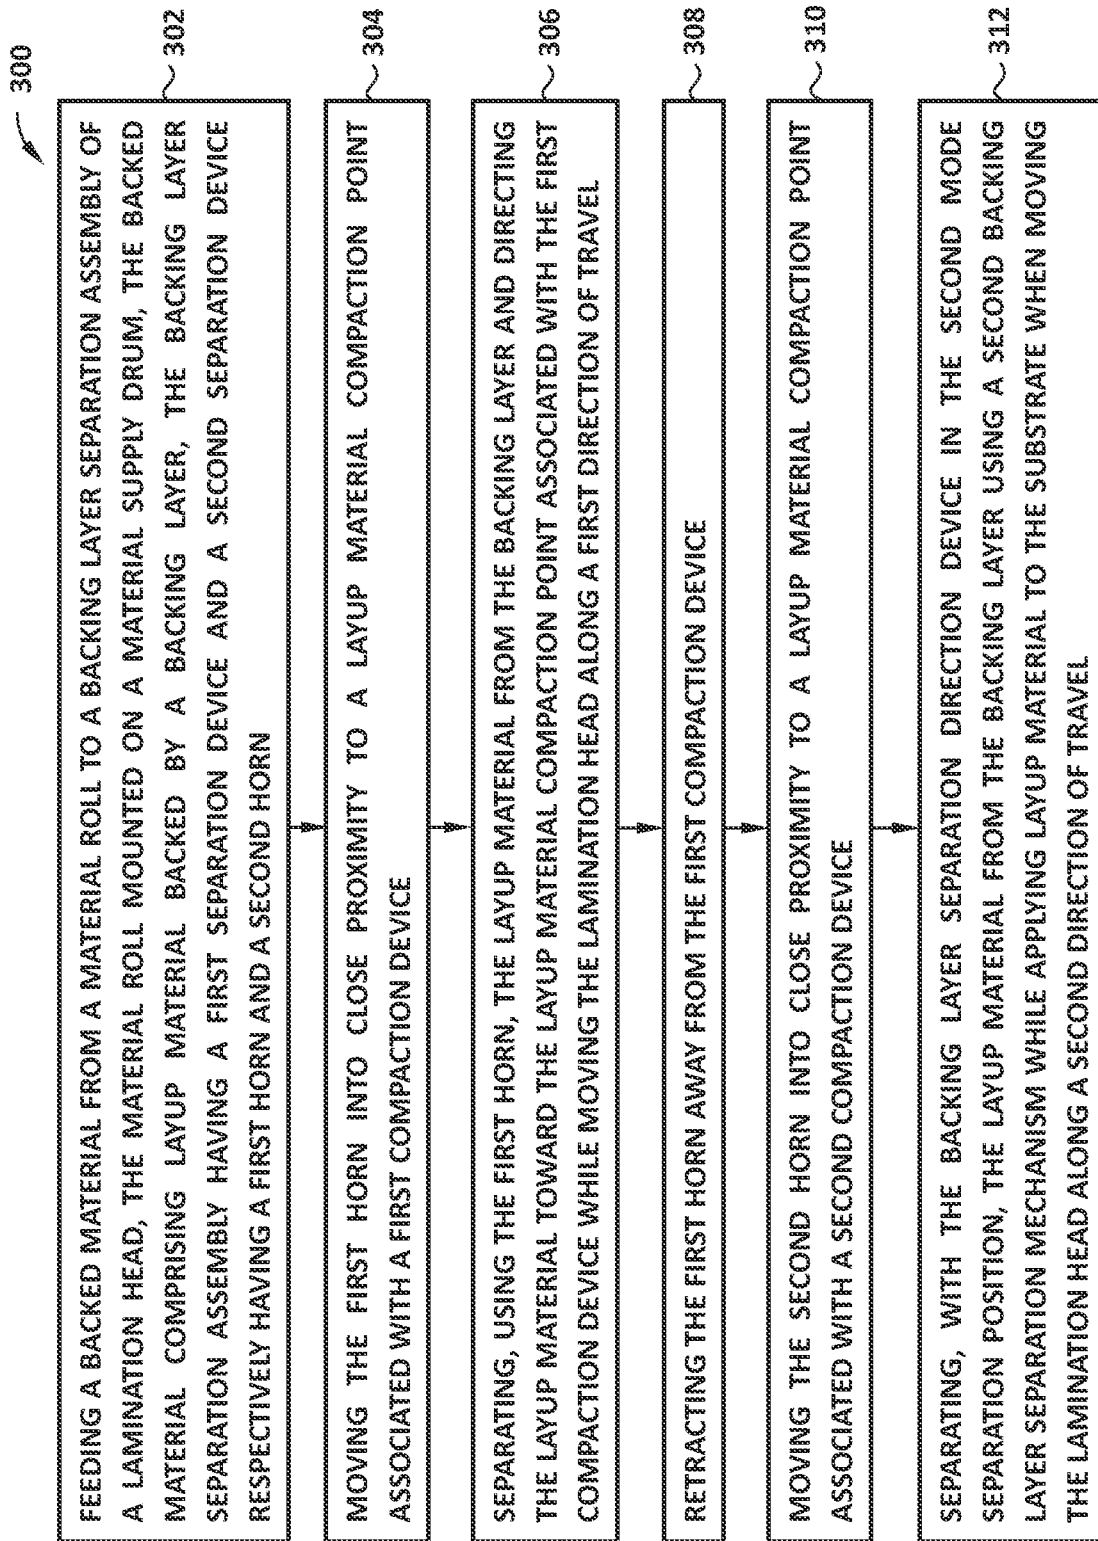 300
FEEDING A BACKED MATERIAL FROM A MATERIAL ROLL TO A BACKING LAYER SEPARATION ASSEMBLY OF
A LAMINATION HEAD, THE MATERIAL ROLL MOUNTED ON A MATERIAL SUPPLY DRUM, THE BACKED
MATERIAL COMPRISING LAYUP MATERIAL BACKED BY A BACKING LAYER, THE BACKING LAYER
SEPARATION ASSEMBLY HAVING A FIRST SEPARATION DEVICE AND A SECOND SEPARATION DEVICE
RESPECTIVELY HAVING A FIRST HORN AND A SECOND HORN
302
MOVING THE FIRST HORN INTO CLOSE PROXIMITY TO A LAYUP MATERIAL COMPACTION POINT
ASSOCIATED WITH A FIRST COMPACTION DEVICE
304
SEPARATING, USING THE FIRST HORN, THE LAYUP MATERIAL FROM THE BACKING LAYER AND DIRECTING
THE LAYUP MATERIAL TOWARD THE LAYUP MATERIAL COMPACTION POINT ASSOCIATED WITH THE FIRST
COMPACTION DEVICE WHILE MOVING THE LAMINATION HEAD ALONG A FIRST DIRECTION OF TRAVEL
306
RETRACTING THE FIRST HORN AWAY FROM THE FIRST COMPACTION DEVICE
308
MOVING THE SECOND HORN INTO CLOSE PROXIMITY TO A LAYUP MATERIAL COMPACTION POINT
ASSOCIATED WITH A SECOND COMPACTION DEVICE
310
SEPARATING, WITH THE BACKING LAYER SEPARATION DIRECTION DEVICE IN THE SECOND MODE
SEPARATION POSITION, THE LAYUP MATERIAL FROM THE BACKING LAYER USING A SECOND BACKING
LAYER SEPARATION MECHANISM WHILE APPLYING LAYUP MATERIAL TO THE SUBSTRATE WHEN MOVING
THE LAMINATION HEAD ALONG A SECOND DIRECTION OF TRAVEL
312